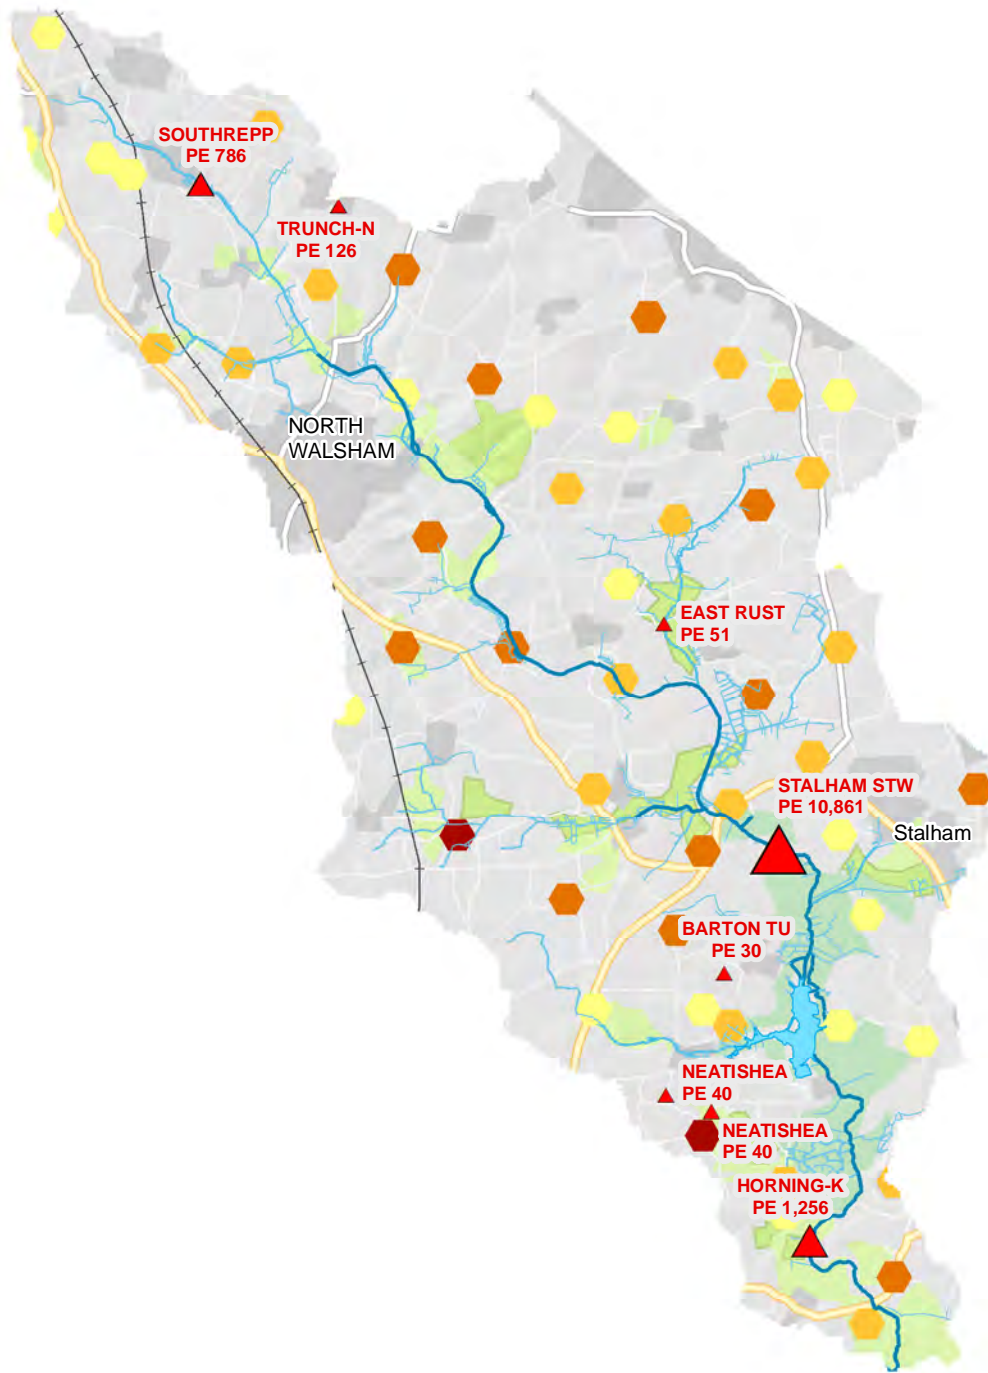 SOUTHREPP
PE 786
TRUNCH-N
PE 126
NORTH
WALSHAM
EAST RUST
PE 51
STALHAM STW
PE 10,861
Stalham
BARTON TU
PE 30
NEATISHEA
PE 40
NEATISHEA
PE 40
HORNING-K
PE 1,256